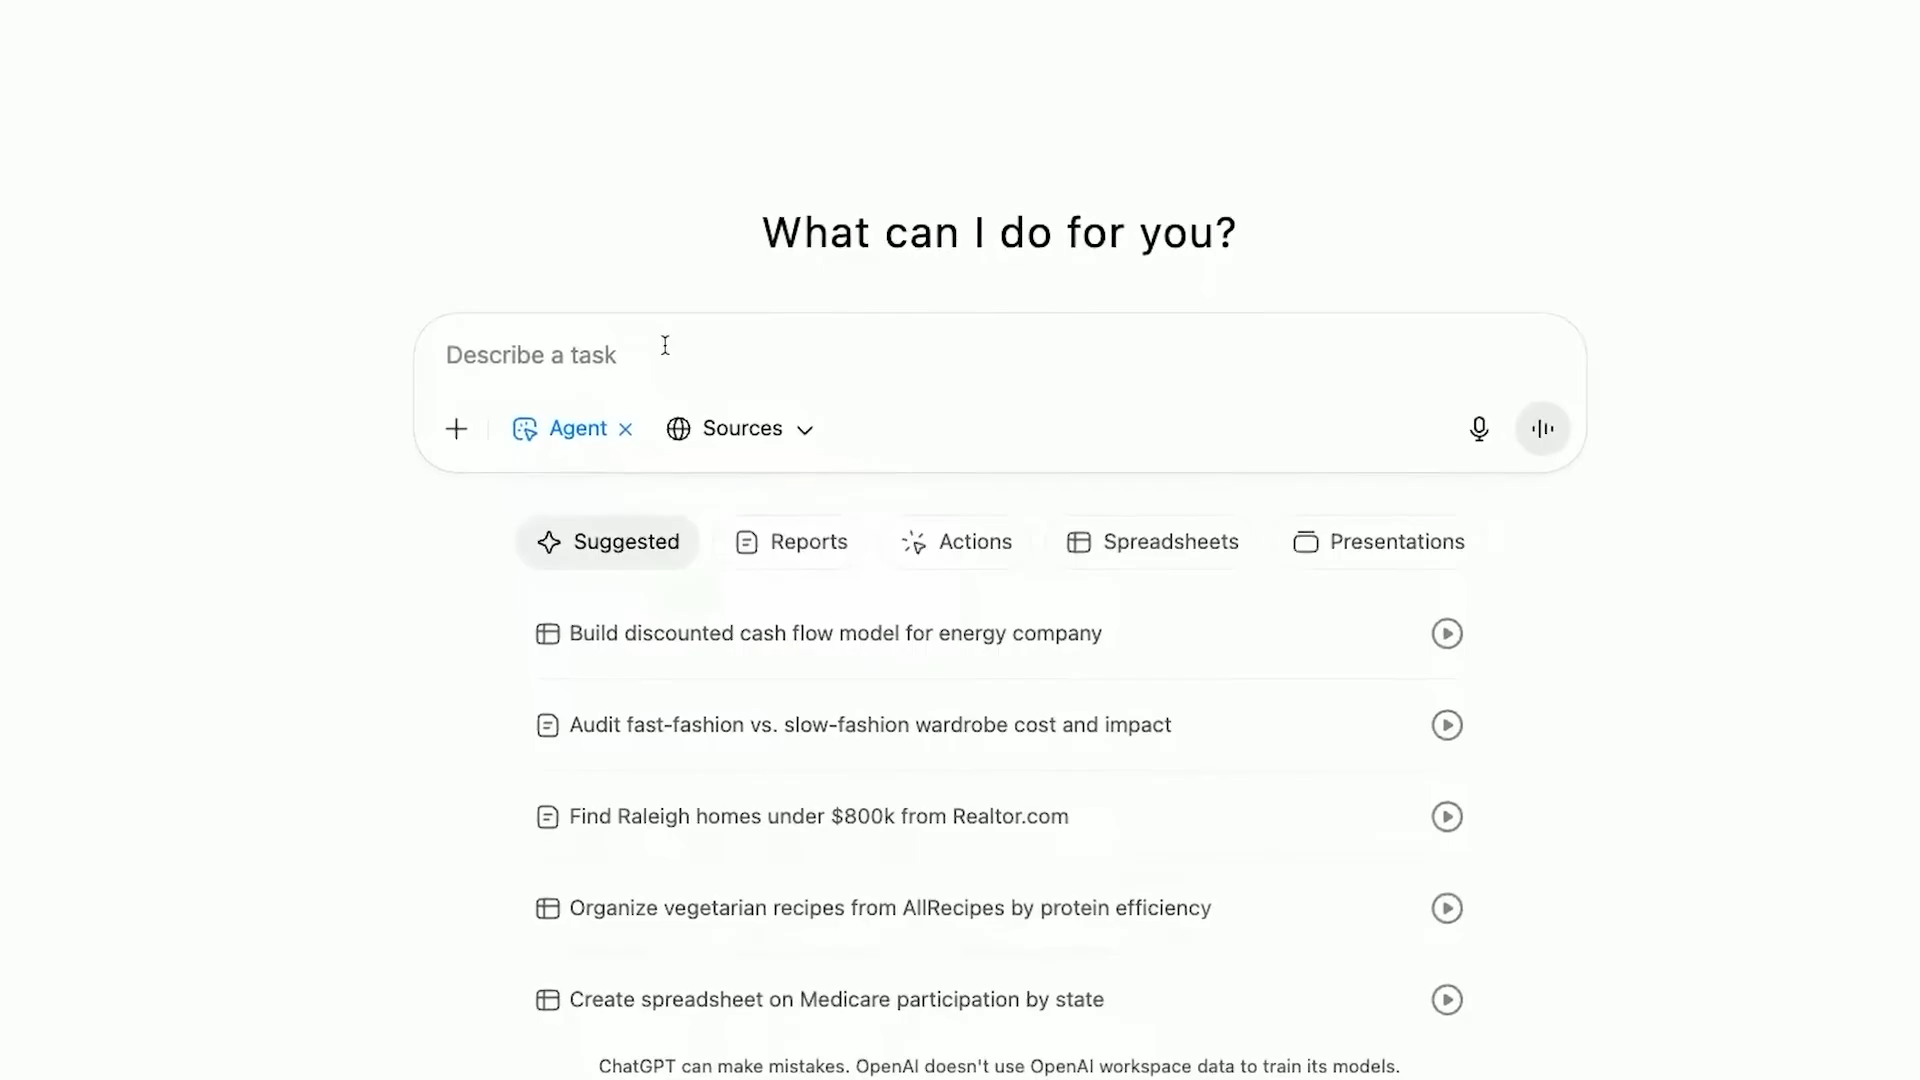 What can I do for you?
Describe a task
Agent
Sources
Suggested
Reports
Actions
Spreadsheets
Presentations
Build discounted cash flow model for energy company
Audit fast-fashion vs. slow-fashion wardrobe cost and impact
Find Raleigh homes under $800k from Realtor.com
Organize vegetarian recipes from AllRecipes by protein efficiency
Create spreadsheet on Medicare participation by state
ChatGPT can make mistakes. OpenAI doesn't use OpenAI workspace data to train its models.